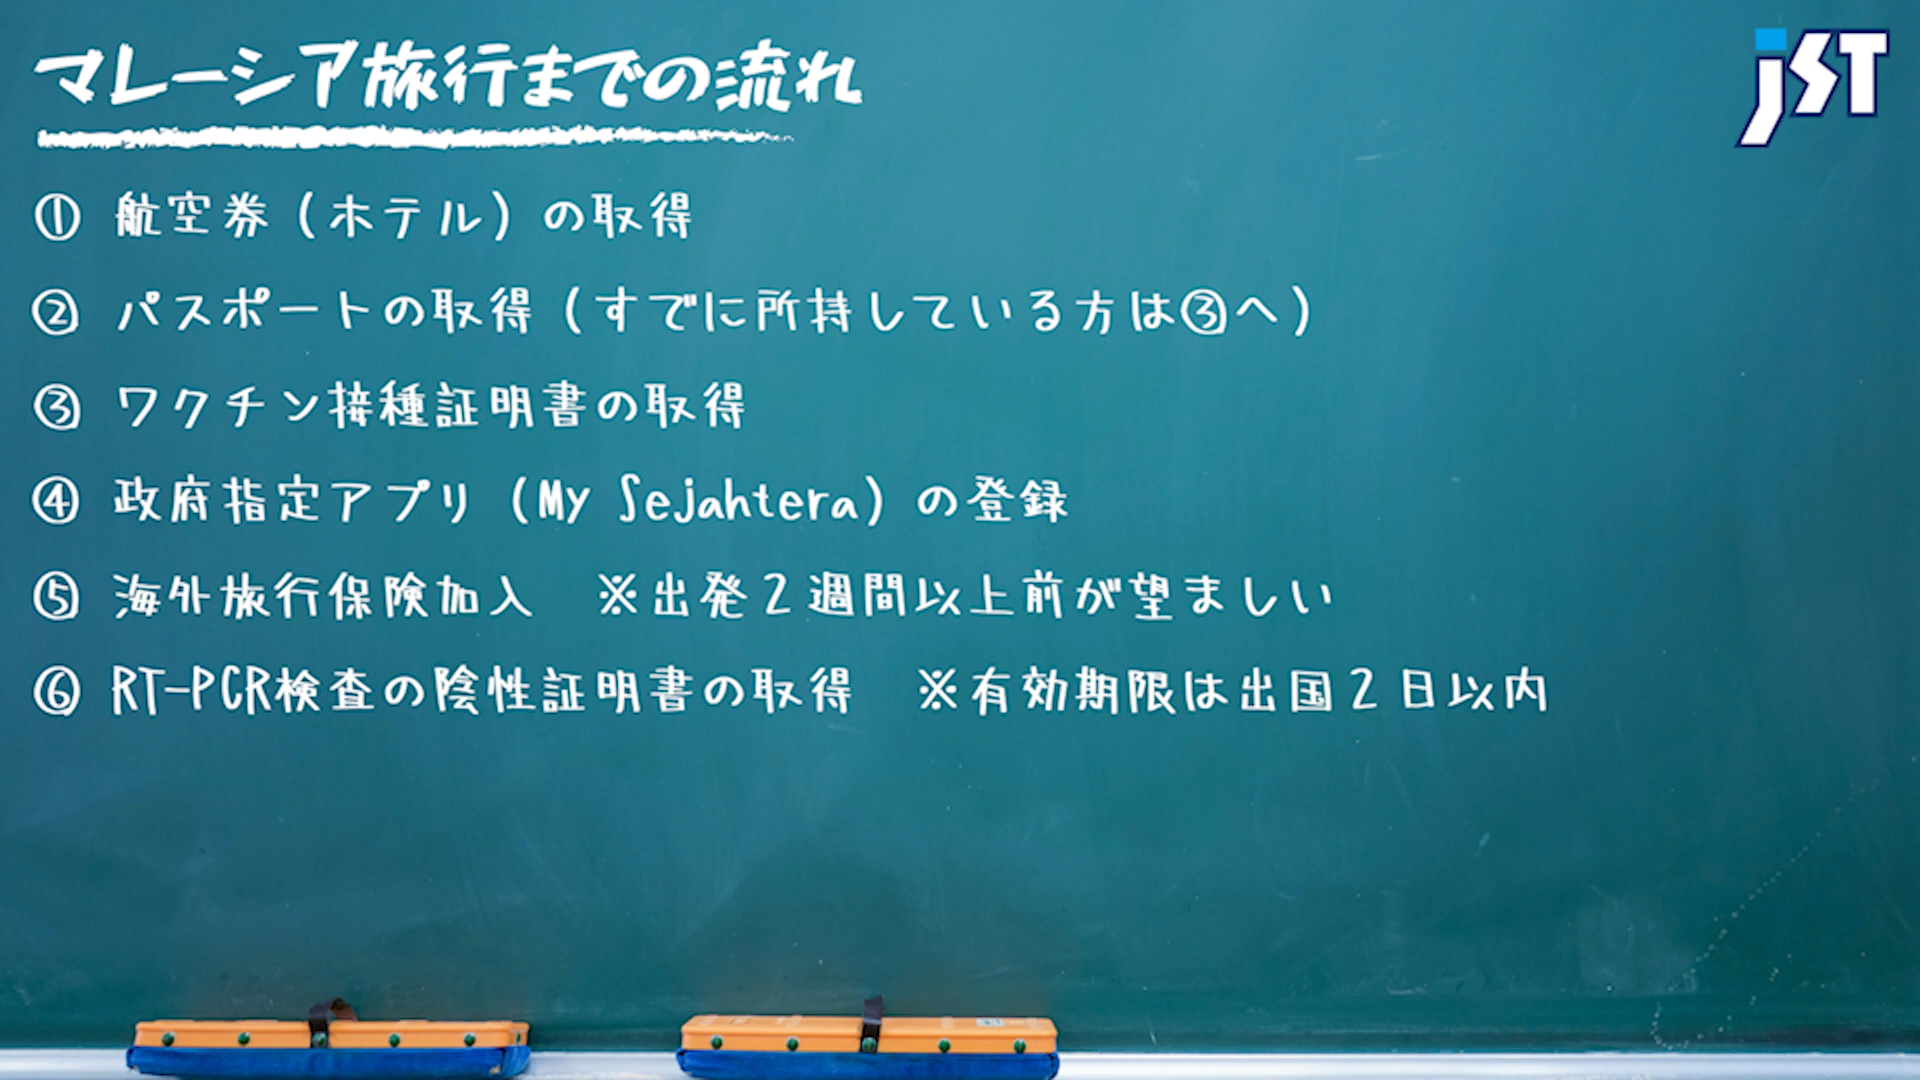 マレーシア旅行までの流れ
jST
① 航空券（ホテル）の取得
② パスポートの取得（すでに所持している方は③へ）
③ ワクチン接種証明書の取得
④ 政府指定アプリ（My Sejahtera）の登録
⑤ 海外旅行保険加入　※出発２週間以上前が望ましい
⑥ RT-PCR検査の陰性証明書の取得　※有効期限は出国２日以内